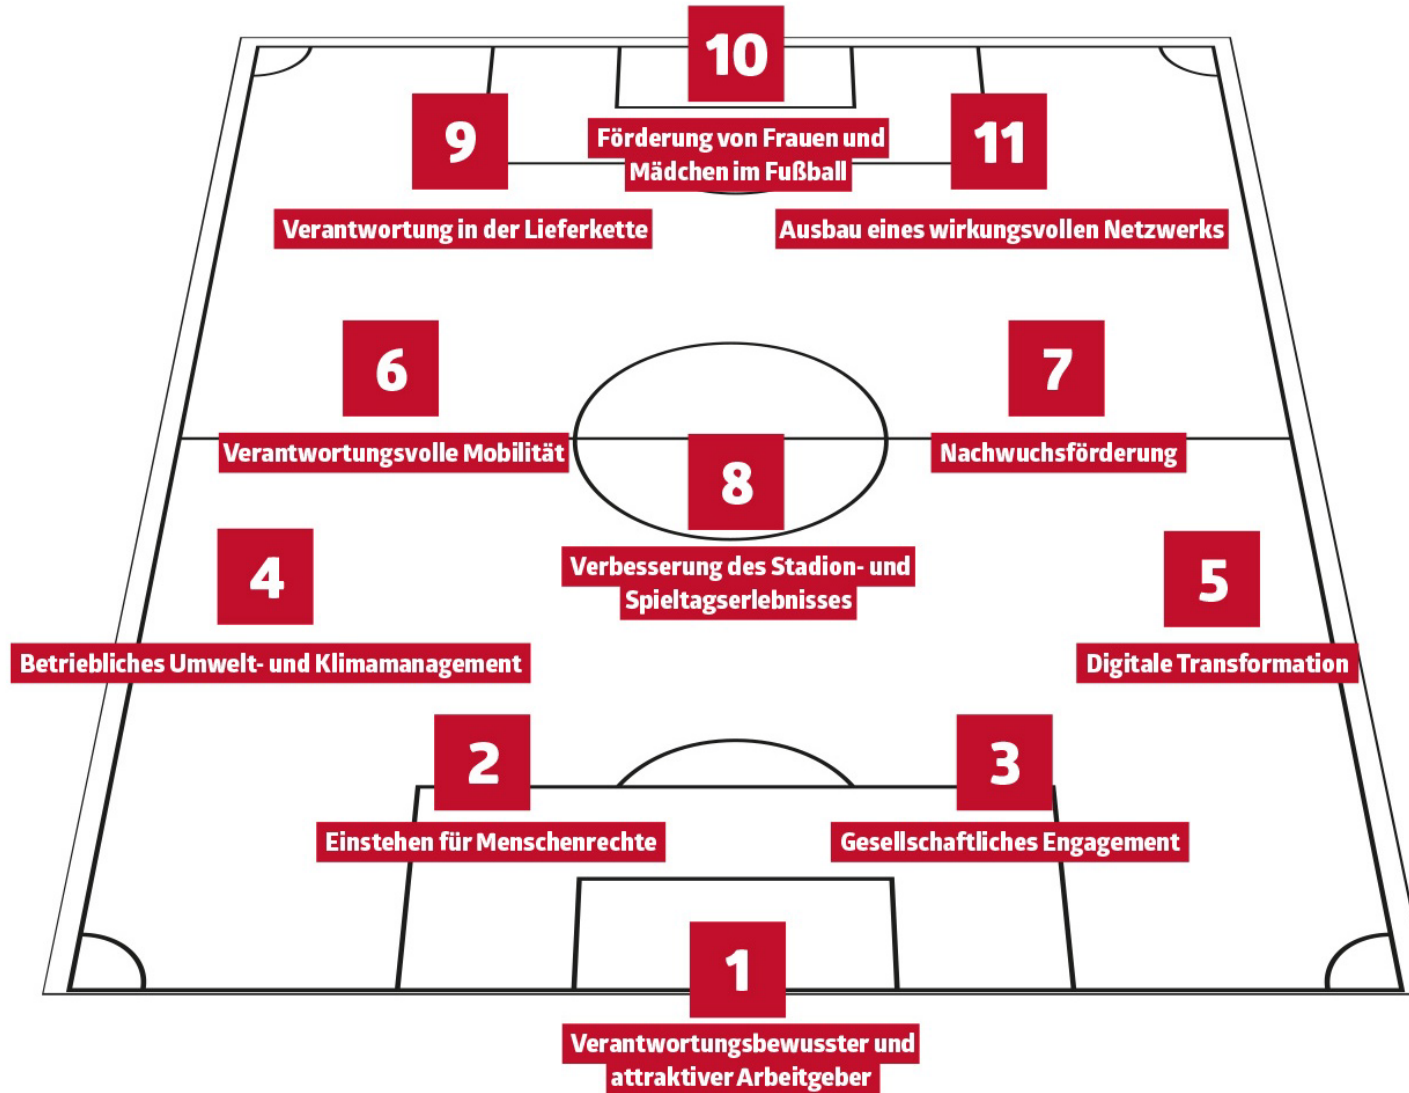 10
Förderung von Frauen und
Mädchen im Fußball
9
Verantwortung in der Lieferkette
11
Ausbau eines wirkungsvollen Netzwerks
6
Verantwortungsvolle Mobilität
7
Nachwuchsförderung
8
Verbesserung des Stadion- und
Spieltagserlebnisses
4
Betriebliches Umwelt- und Klimamanagement
5
Digitale Transformation
2
Einstehen für Menschenrechte
3
Gesellschaftliches Engagement
1
Verantwortungsbewusster und
attraktiver Arbeitgeber